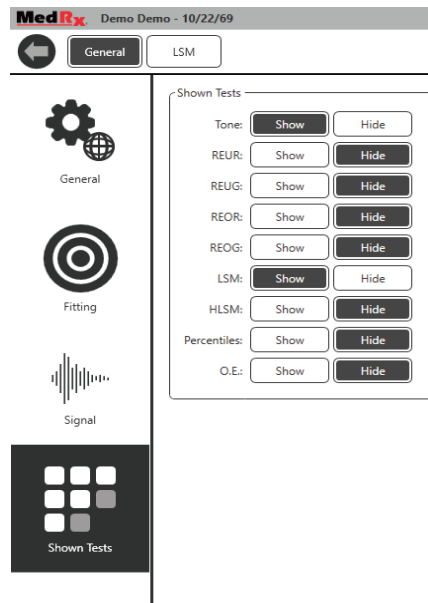 MedRx. Demo Demo - 10/22/69
General LSM
Shown Tests
Tone: Show Hide
REUR: Show Hide
General
REUG: Show Hide
REOR: Show Hide
REOG: Show Hide
LSM: Show Hide
Fitting
HLSM: Show Hide
Percentiles: Show Hide
O.E.: Show Hide
Signal
Shown Tests